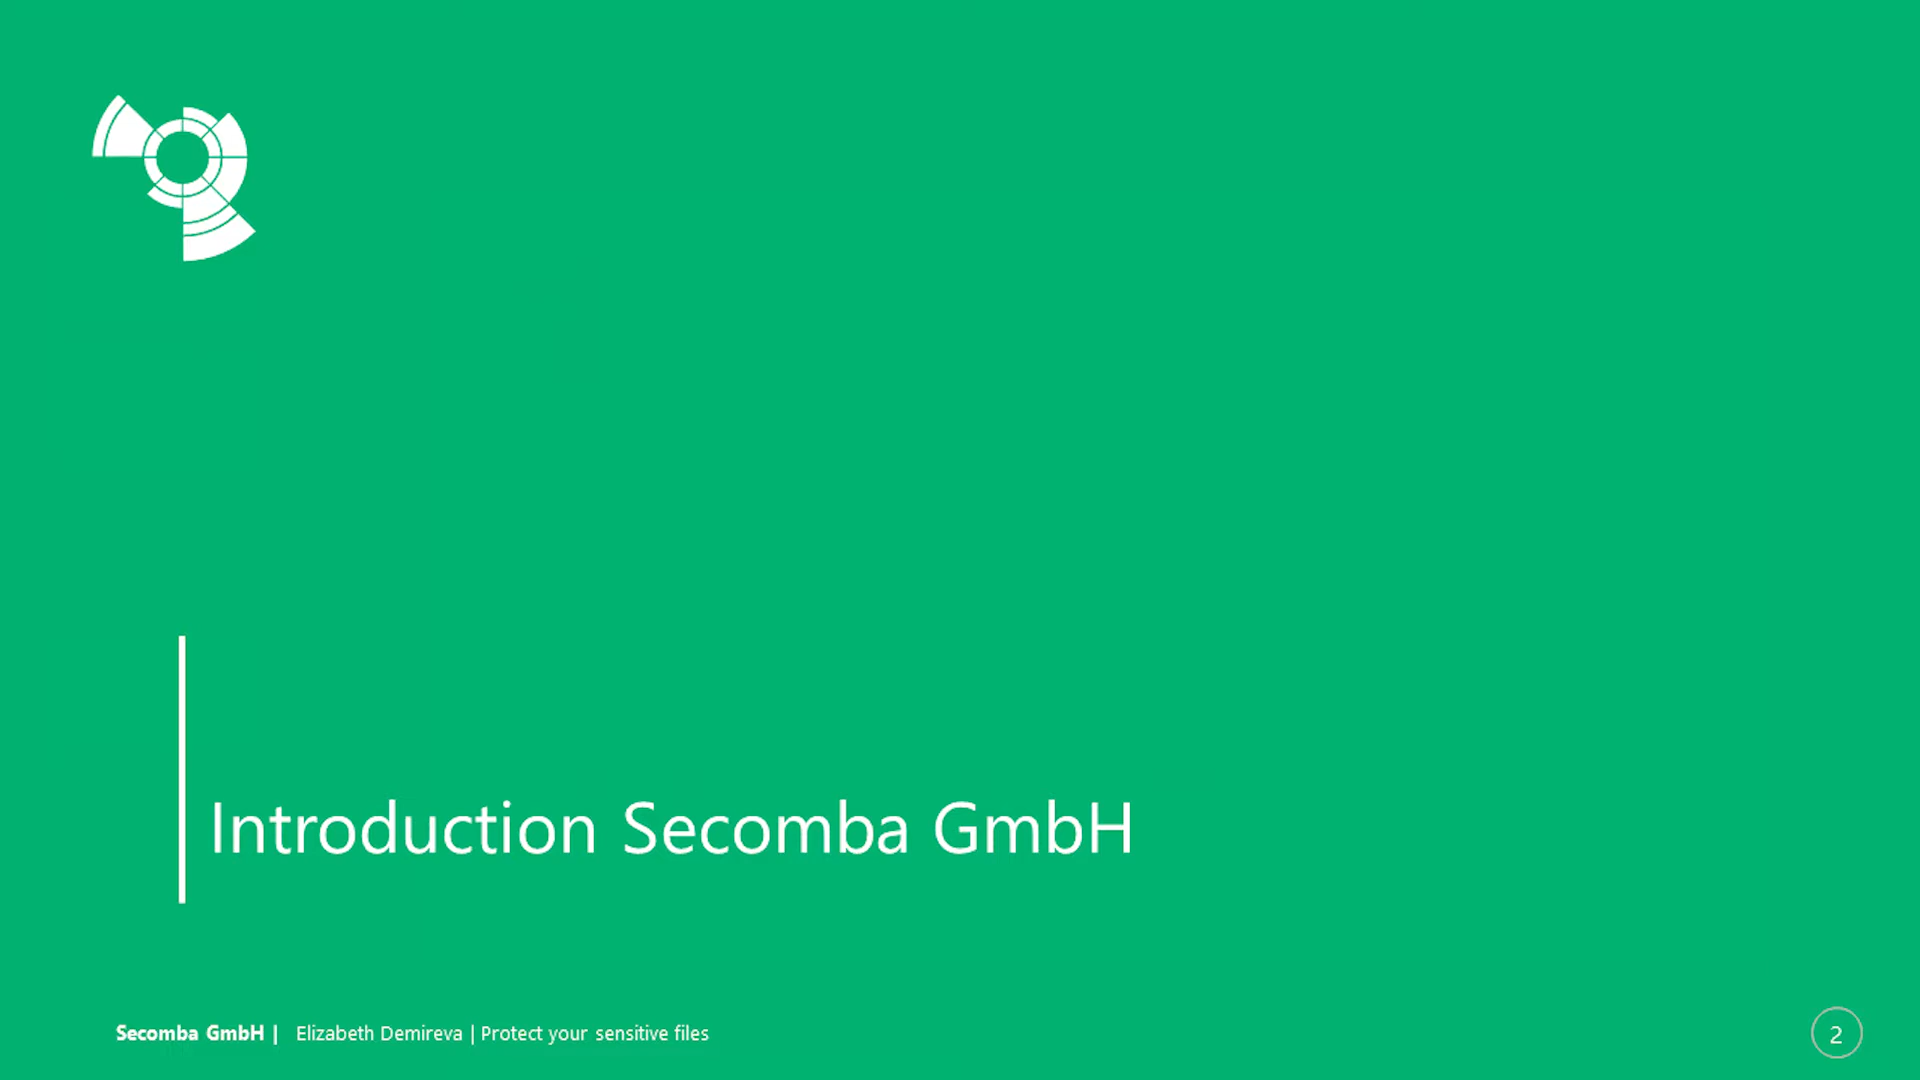 Introduction Secomba GmbH
Secomba GmbH | Elizabeth Demireva | Protect your sensitive files
2